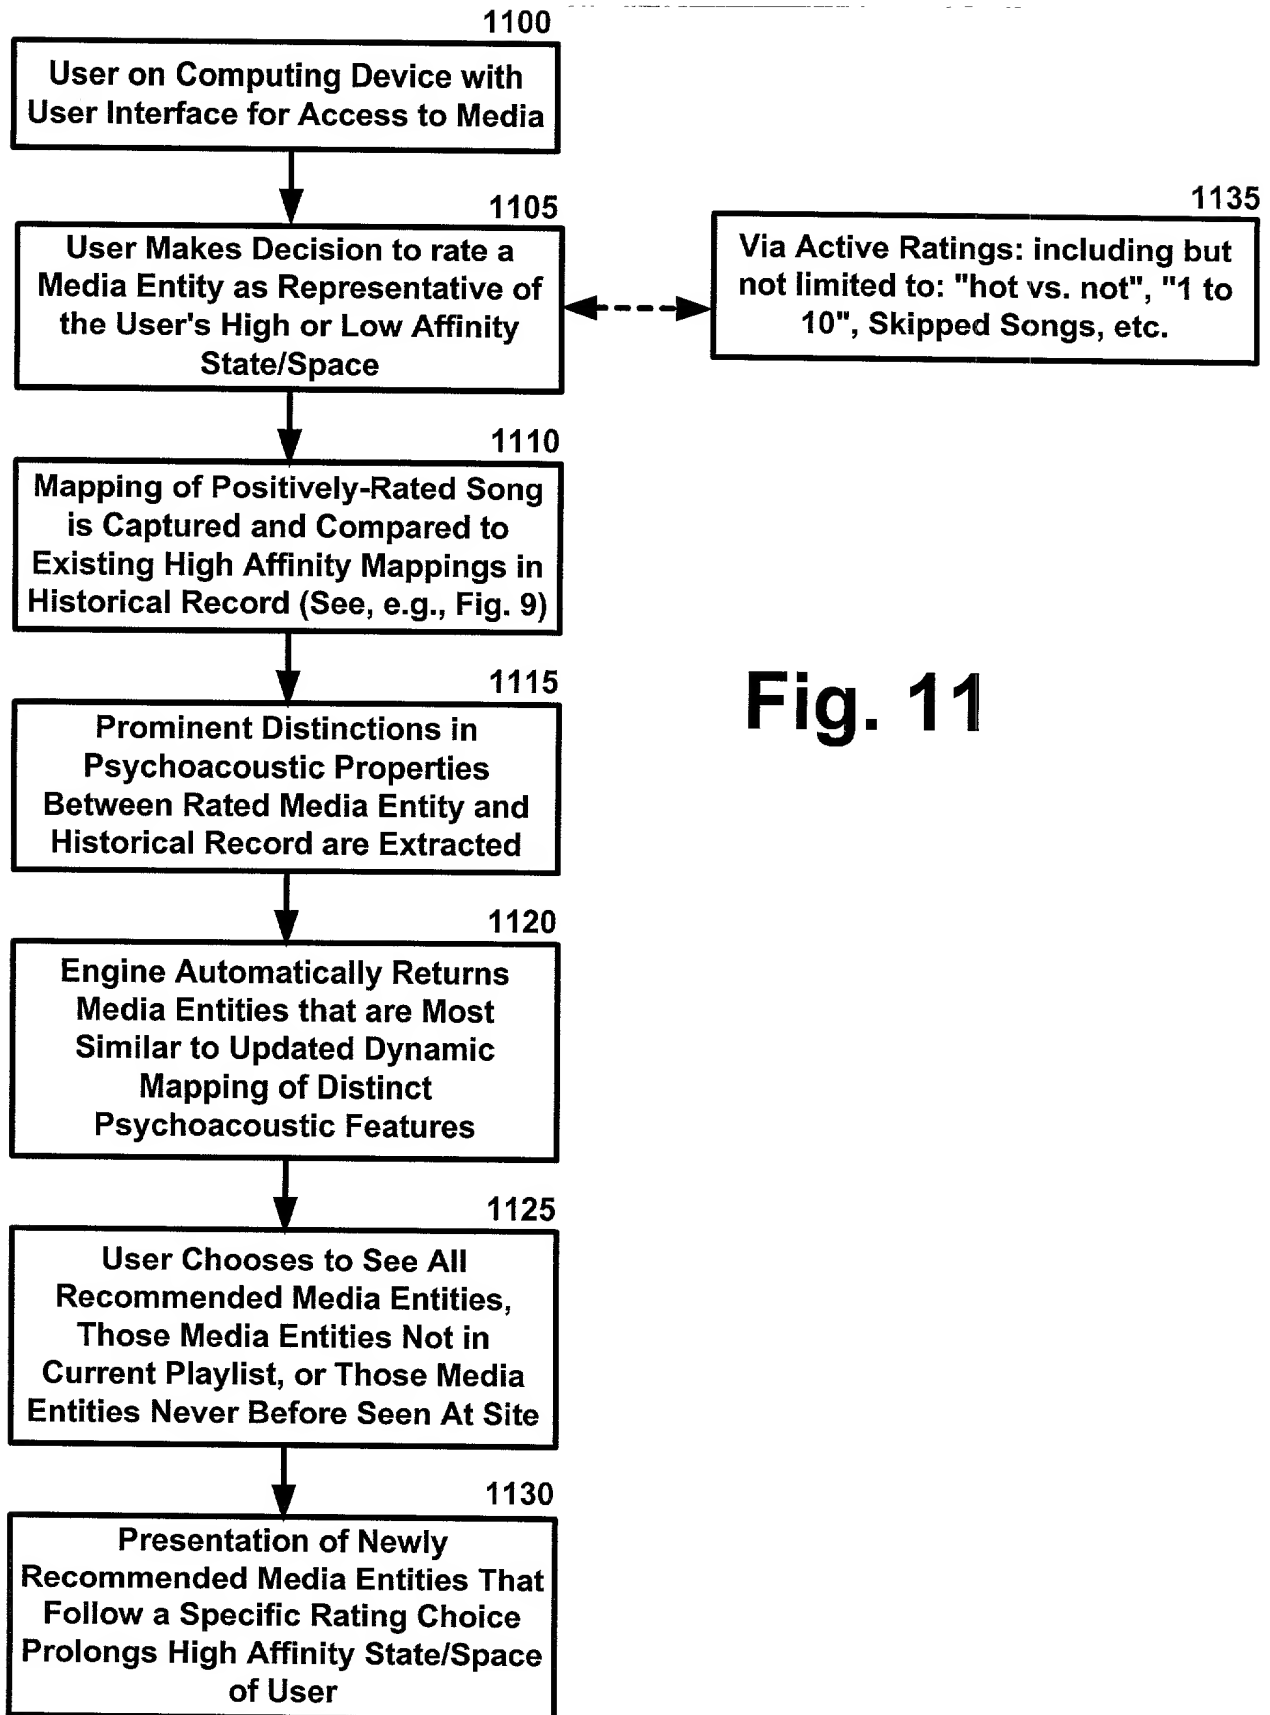 1100
User on Computing Device with
User Interface for Access to Media
1105
User Makes Decision to rate a
Media Entity as Representative of
the User's High or Low Affinity
State/Space
1135
Via Active Ratings: including but
not limited to: "hot vs. not", "1 to
10", Skipped Songs, etc.
1110
Mapping of Positively-Rated Song
is Captured and Compared to
Existing High Affinity Mappings in
Historical Record (See, e.g., Fig. 9)
1115
Prominent Distinctions in
Psychoacoustic Properties
Between Rated Media Entity and
Historical Record are Extracted
Fig. 11
1120
Engine Automatically Returns
Media Entities that are Most
Similar to Updated Dynamic
Mapping of Distinct
Psychoacoustic Features
1125
User Chooses to See All
Recommended Media Entities,
Those Media Entities Not in
Current Playlist, or Those Media
Entities Never Before Seen At Site
1130
Presentation of Newly
Recommended Media Entities That
Follow a Specific Rating Choice
Prolongs High Affinity State/Space
of User